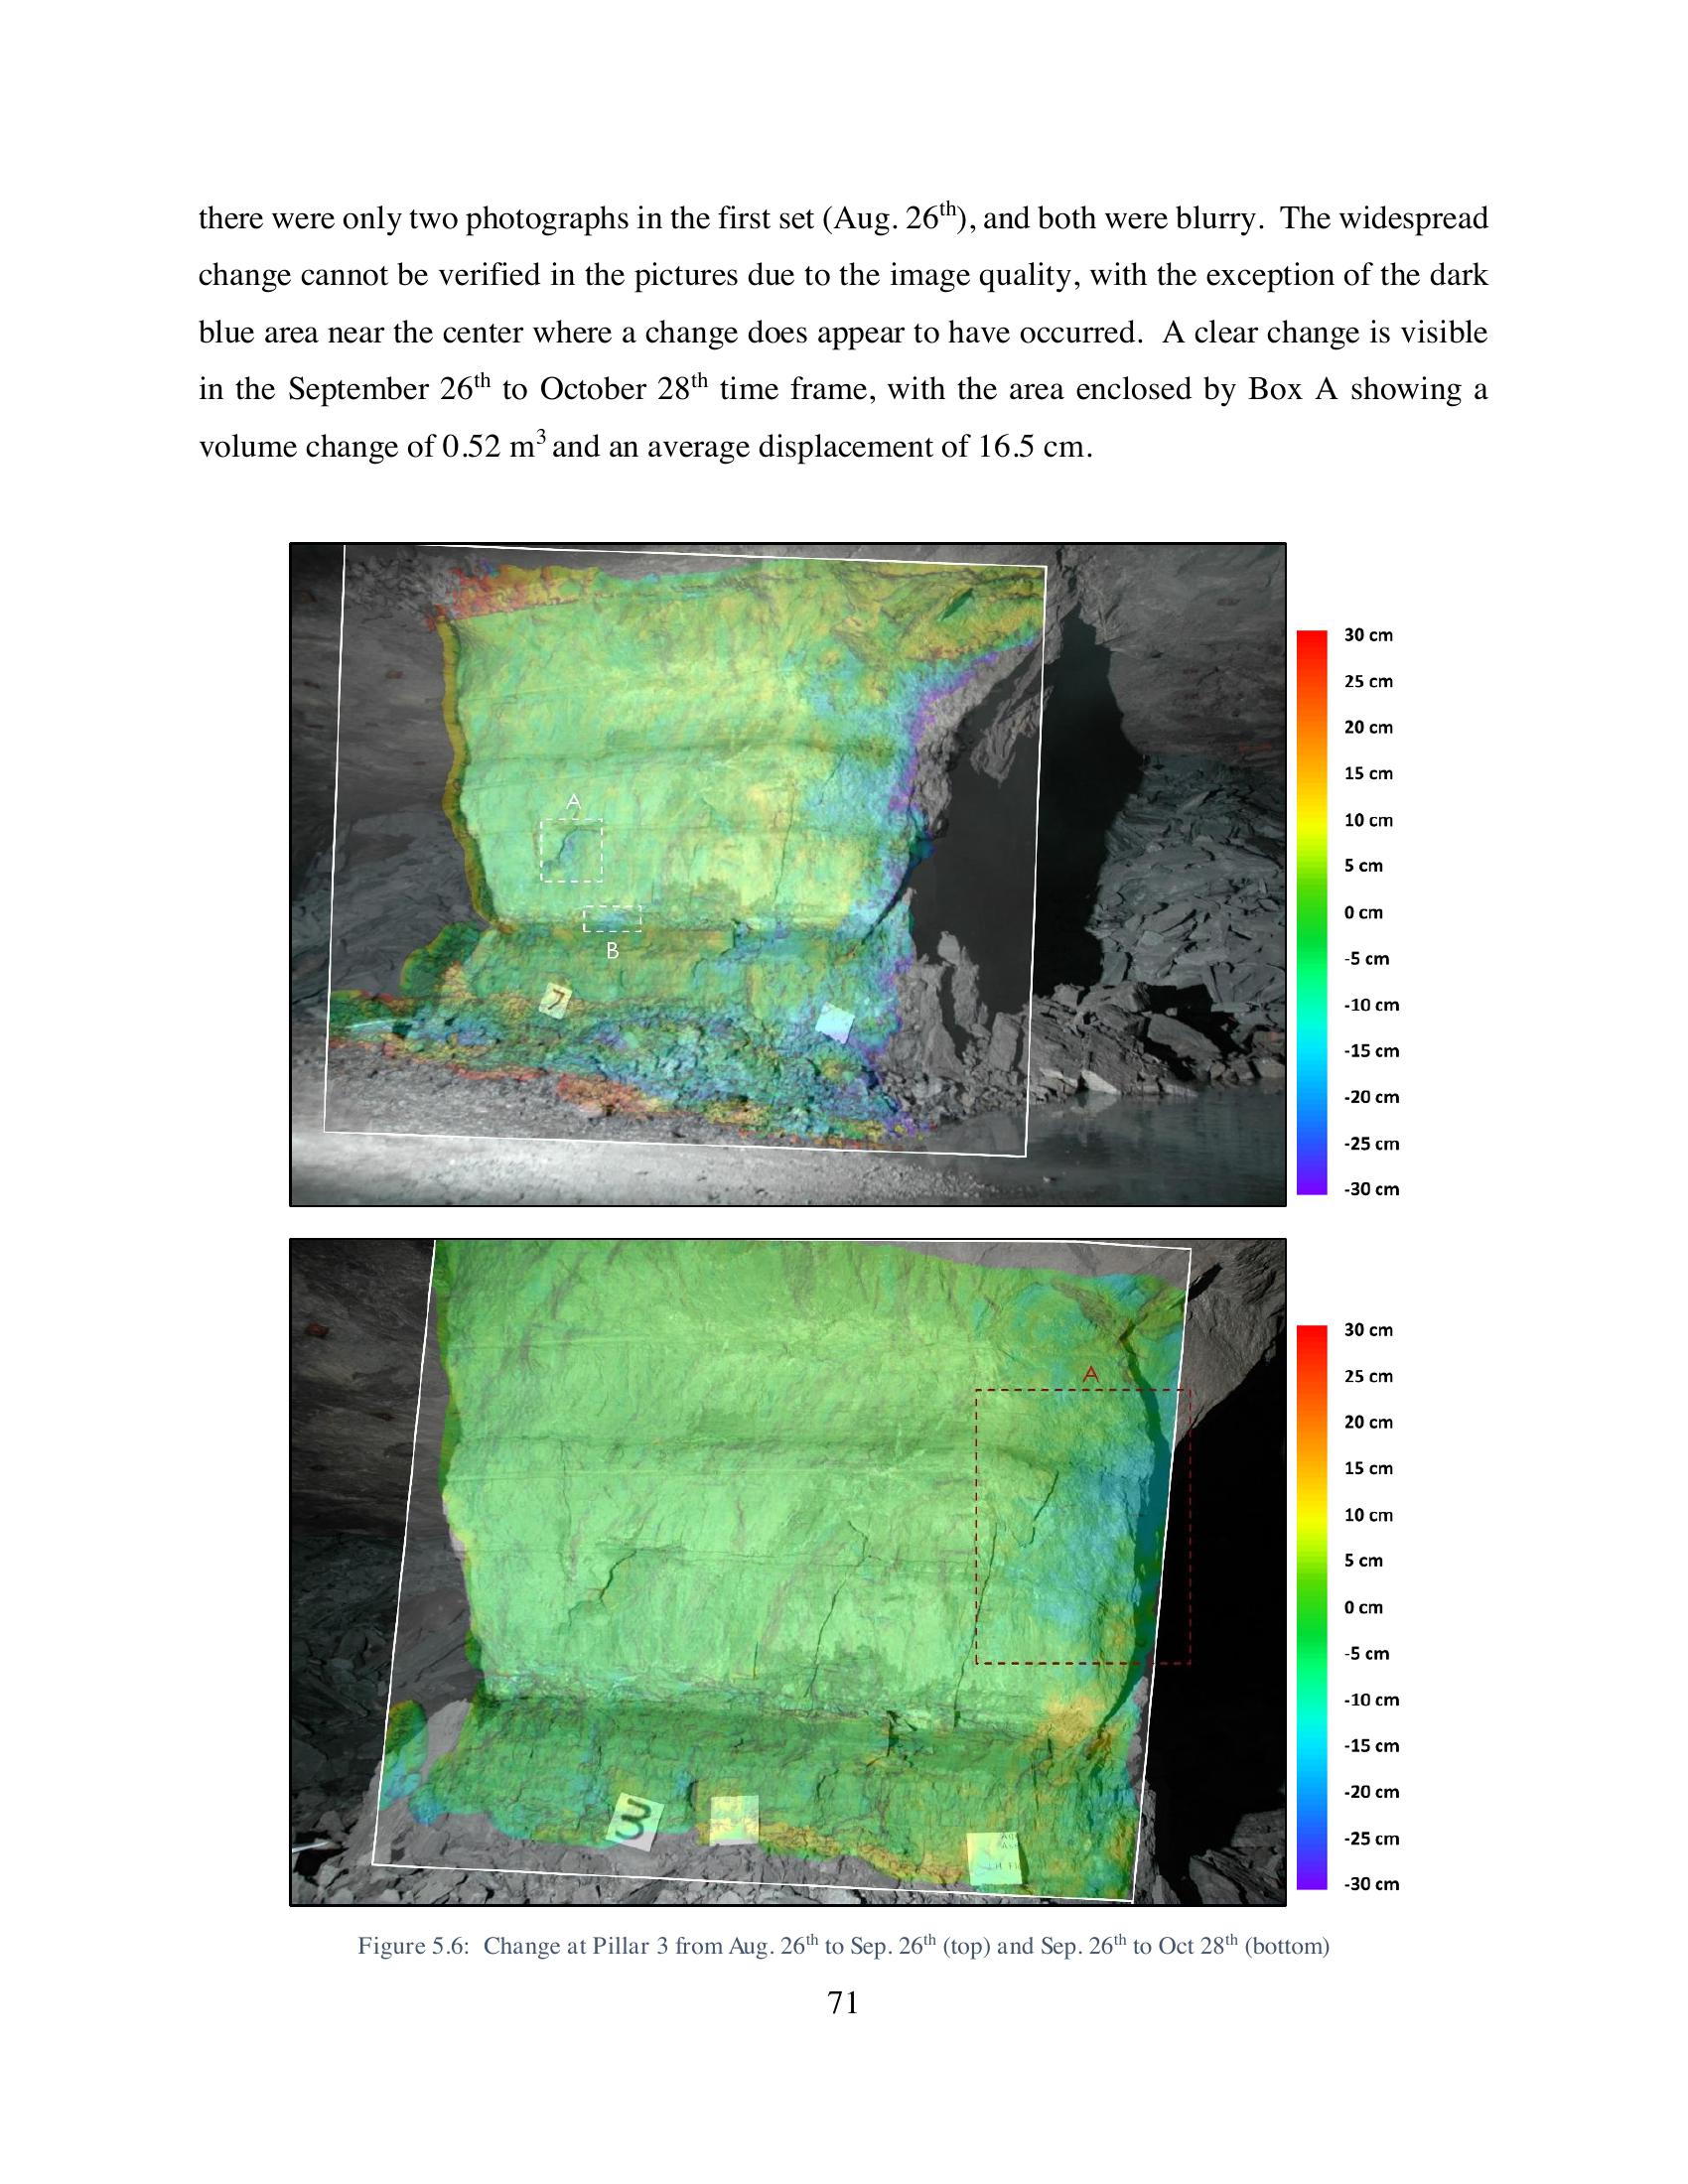 there were only two photographs in the first set (Aug. 26th), and both were blurry. The widespread
change cannot be verified in the pictures due to the image quality, with the exception of the dark
blue area near the center where a change does appear to have occurred. A clear change is visible
in the September 26th to October 28th time frame, with the area enclosed by Box A showing a
volume change of 0.52 m3 and an average displacement of 16.5 cm.
A
B
7
30 cm
25 cm
20 cm
15 cm
10 cm
5 cm
0 cm
-5 cm
-10 cm
-15 cm
-20 cm
-25 cm
-30 cm
A
3
30 cm
25 cm
20 cm
15 cm
10 cm
5 cm
0 cm
-5 cm
-10 cm
-15 cm
-20 cm
-25 cm
-30 cm
Figure 5.6: Change at Pillar 3 from Aug. 26th to Sep. 26th (top) and Sep. 26th to Oct 28th (bottom)
71